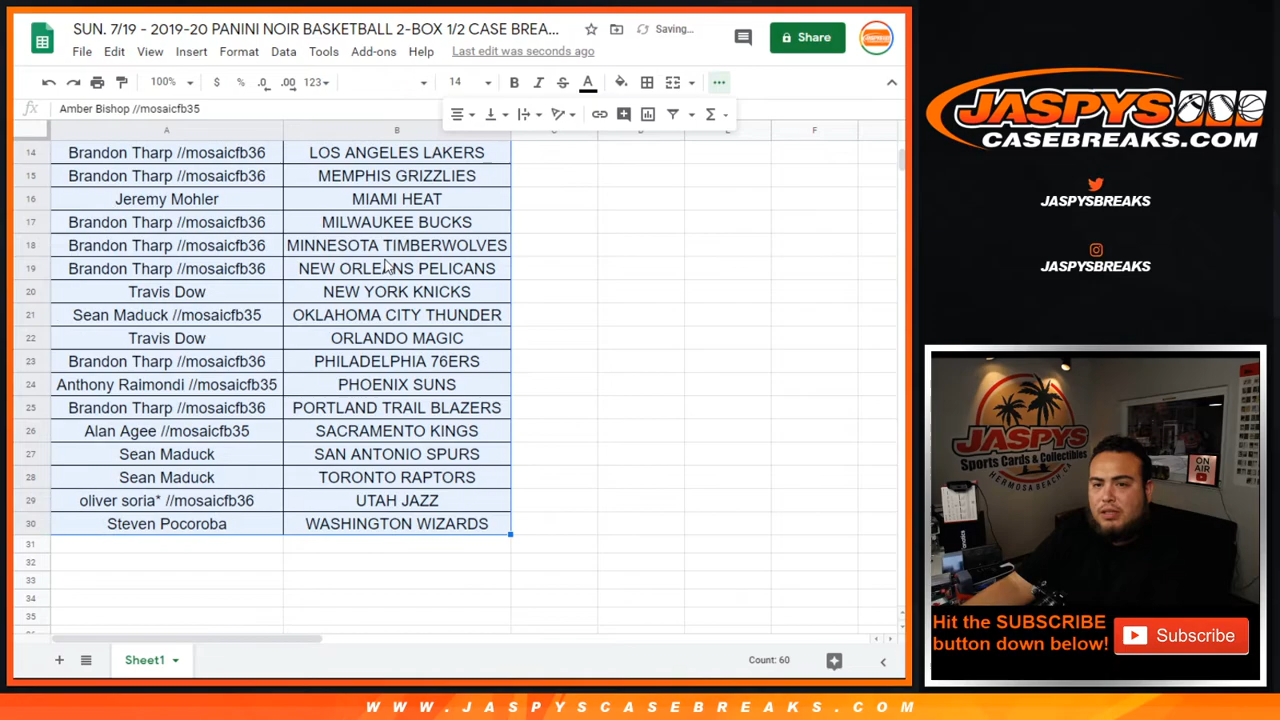 SUN. 7/19 - 2019-20 PANINI NOIR BASKETBALL 2-BOX 1/2 CASE BREA...
Saving...
Share
File Edit View Insert Format Data Tools Add-ons Help Last edit was seconds ago
100% $ % .0 .00 123 14 B I S A
fx Amber Bishop //mosaicfb35
A B F
14 Brandon Tharp //mosaicfb36 LOS ANGELES LAKERS
15 Brandon Tharp //mosaicfb36 MEMPHIS GRIZZLIES
16 Jeremy Mohler MIAMI HEAT
17 Brandon Tharp //mosaicfb36 MILWAUKEE BUCKS
18 Brandon Tharp //mosaicfb36 MINNESOTA TIMBERWOLVES
19 Brandon Tharp //mosaicfb36 NEW ORLEANS PELICANS
20 Travis Dow NEW YORK KNICKS
21 Sean Maduck //mosaicfb35 OKLAHOMA CITY THUNDER
22 Travis Dow ORLANDO MAGIC
23 Brandon Tharp //mosaicfb36 PHILADELPHIA 76ERS
24 Anthony Raimondi //mosaicfb36 PHOENIX SUNS
25 Brandon Tharp //mosaicfb36 PORTLAND TRAIL BLAZERS
26 Alan Agee //mosaicfb35 SACRAMENTO KINGS
27 Sean Maduck SAN ANTONIO SPURS
28 Sean Maduck TORONTO RAPTORS
29 oliver soria* //mosaicfb36 UTAH JAZZ
30 Steven Pocoroba WASHINGTON WIZARDS
31
32
33
34
35
Sheet1
Count: 60
JASPYS
CASEBREAKS.COM
JASPYSBREAKS
JASPYSBREAKS
JASPYS
Sports Cards & Collectibles
HERMOSA BEACH, CA
ON AIR
Hit the SUBSCRIBE
button down below!
Subscribe
WWW.JASPYSCASEBREAKS.COM